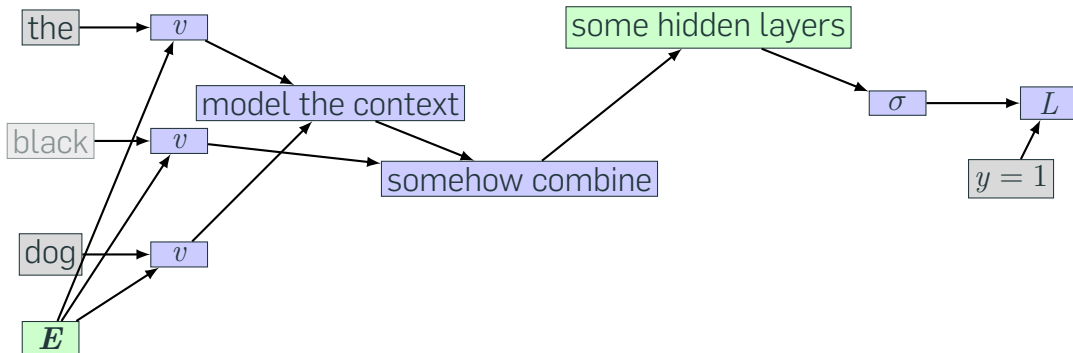 the
v
some hidden layers
model the context
σ
L
black
v
somehow combine
y = 1
dog
v
E